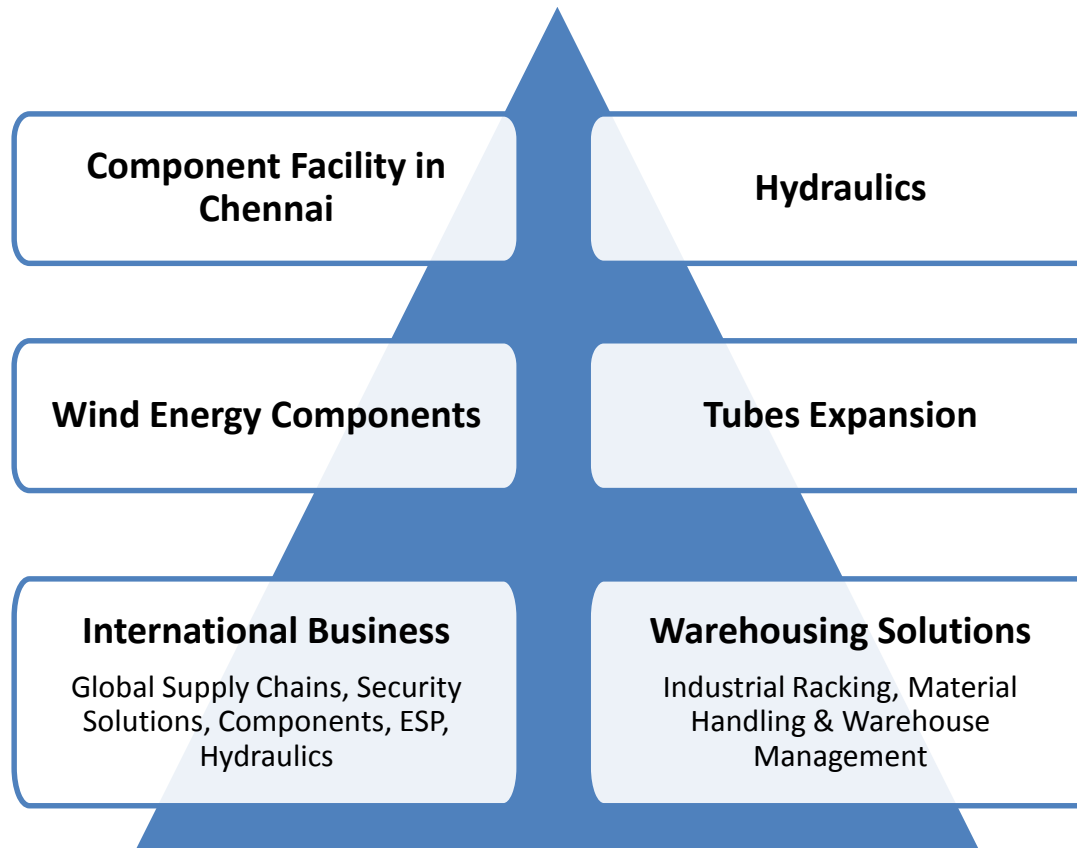 Component Facility in
Chennai
Hydraulics
Wind Energy Components
Tubes Expansion
International Business
Global Supply Chains, Security
Solutions, Components, ESP,
Hydraulics
Warehousing Solutions
Industrial Racking, Material
Handling & Warehouse
Management